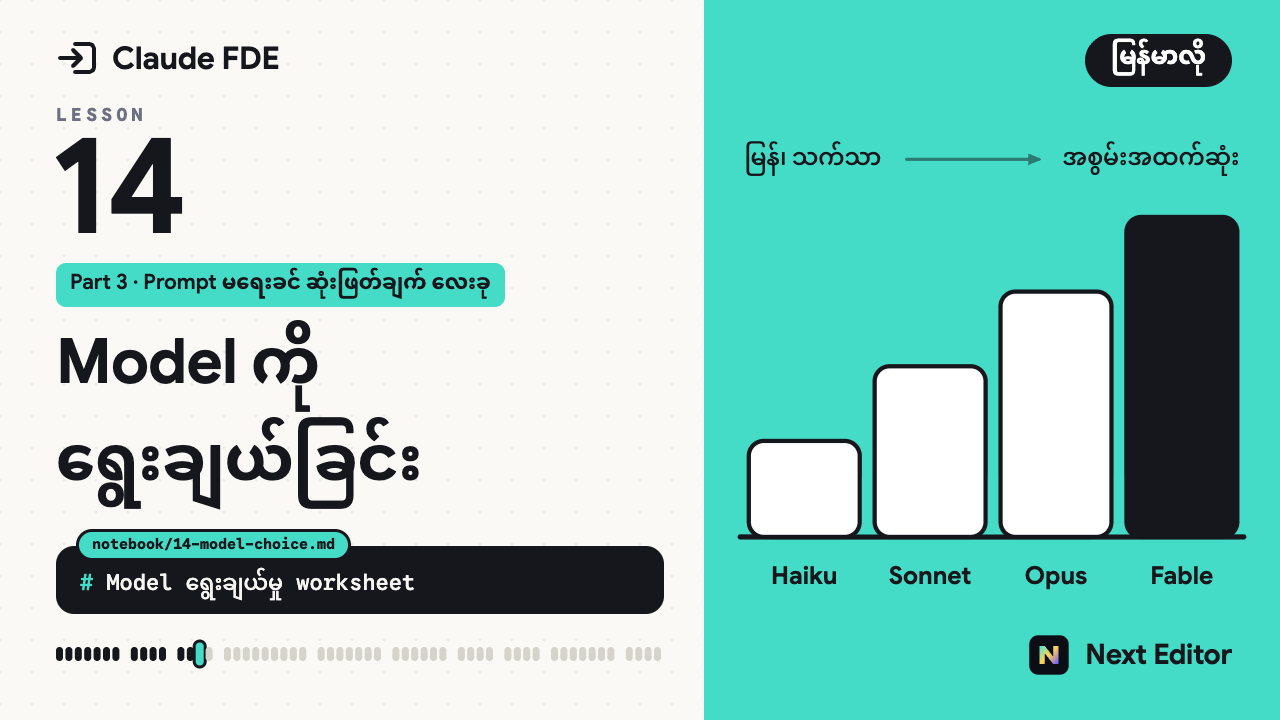 Claude FDE
LESSON
14
Part 3 · Prompt မရေးခင် ဆုံးဖြတ်ချက် လေးခု
Model ကို
ရွေးချယ်ခြင်း
notebook/14-model-choice.md
# Model ရွေးချယ်မှု worksheet
မြန်မာလို
မြန်၊ သက်သာ
အစွမ်းအထက်ဆုံး
Haiku
Sonnet
Opus
Fable
N
Next Editor